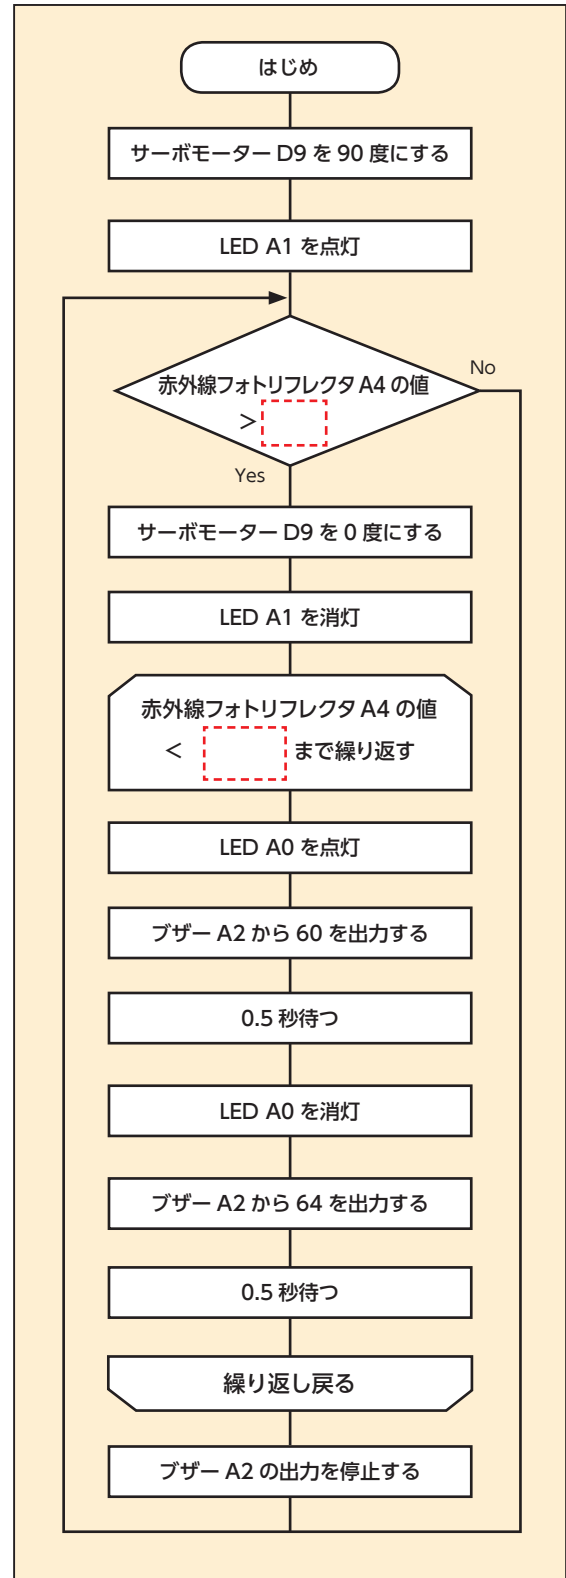 はじめ
サーボモーター D9 を 90 度にする
LED A1 を点灯
赤外線フォトリフレクタ A4 の値
＞
No
Yes
サーボモーター D9 を 0 度にする
LED A1 を消灯
赤外線フォトリフレクタ A4 の値
＜ まで繰り返す
LED A0 を点灯
ブザー A2 から 60 を出力する
0.5 秒待つ
LED A0 を消灯
ブザー A2 から 64 を出力する
0.5 秒待つ
繰り返し戻る
ブザー A2 の出力を停止する